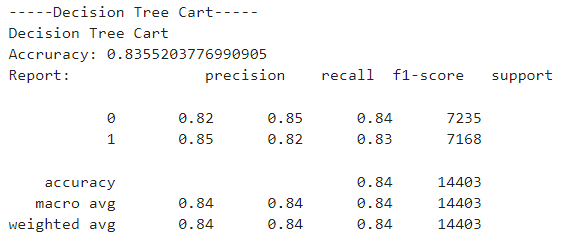 -----Decision Tree Cart-----
Decision Tree Cart
Accruracy: 0.8355203776990905
Report: precision recall f1-score support
0 0.82 0.85 0.84 7235
1 0.85 0.82 0.83 7168
accuracy 0.84 14403
macro avg 0.84 0.84 0.84 14403
weighted avg 0.84 0.84 0.84 14403